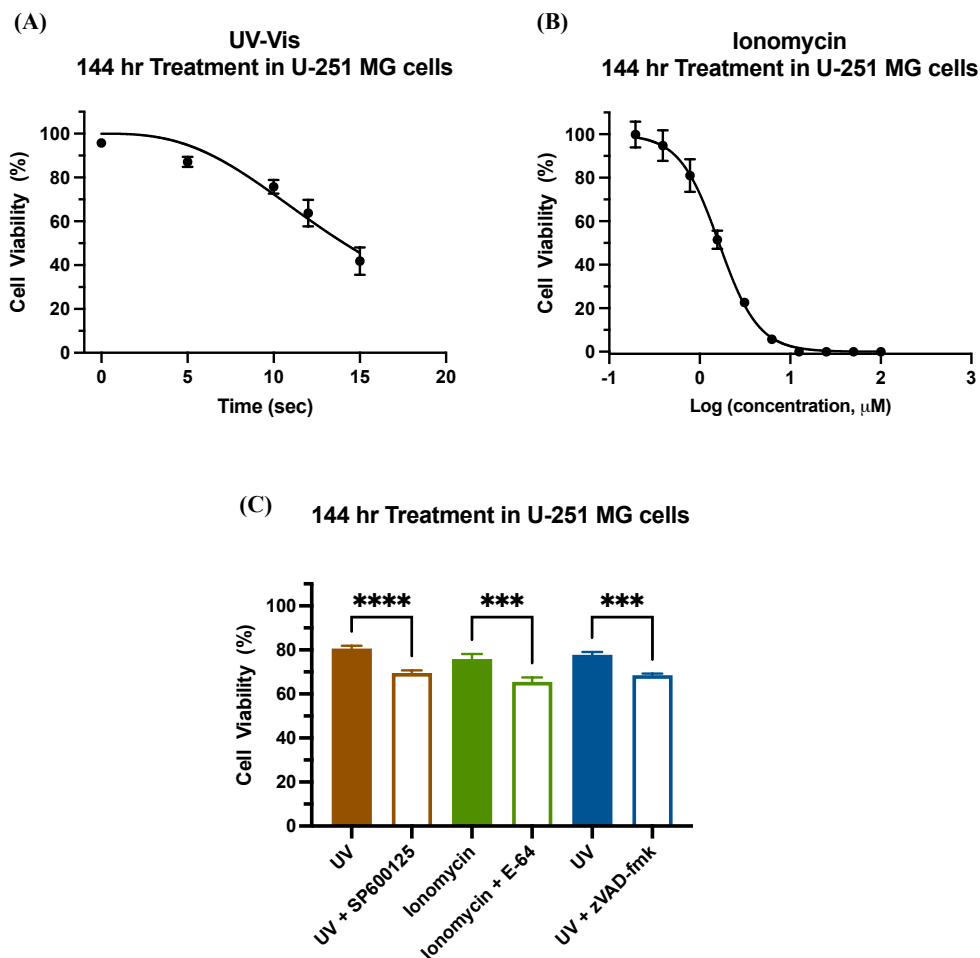 (A)
UV-Vis
144 hr Treatment in U-251 MG cells
Cell Viability (%)
100
80
60
40
20
0
0 5 10 15 20
Time (sec)
(B)
Ionomycin
144 hr Treatment in U-251 MG cells
Cell Viability (%)
100
80
60
40
20
0
-1 0 1 2 3
Log (concentration, μM)
(C)
144 hr Treatment in U-251 MG cells
Cell Viability (%)
100
80
60
40
20
0
**** *** ***
UV
UV + SP600125
Ionomycin
Ionomycin + E-64
UV
UV + zVAD-fmk